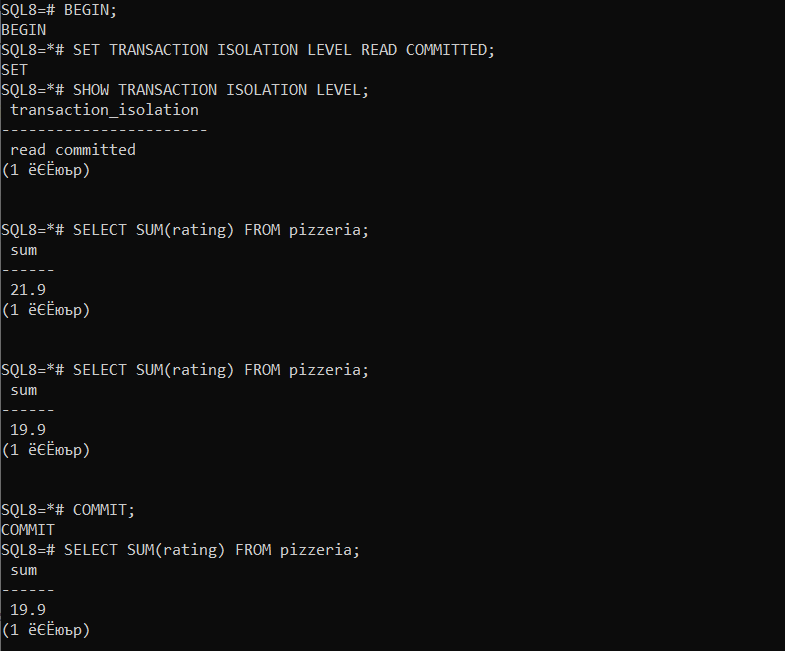 SQL8=# BEGIN;
BEGIN
SQL8=*# SET TRANSACTION ISOLATION LEVEL READ COMMITTED;
SET
SQL8=*# SHOW TRANSACTION ISOLATION LEVEL;
 transaction_isolation
-----------------------
 read committed
(1 ёЄЁюър)
SQL8=*# SELECT SUM(rating) FROM pizzeria;
 sum
------
 21.9
(1 ёЄЁюър)
SQL8=*# SELECT SUM(rating) FROM pizzeria;
 sum
------
 19.9
(1 ёЄЁюър)
SQL8=*# COMMIT;
COMMIT
SQL8=# SELECT SUM(rating) FROM pizzeria;
 sum
------
 19.9
(1 ёЄЁюър)